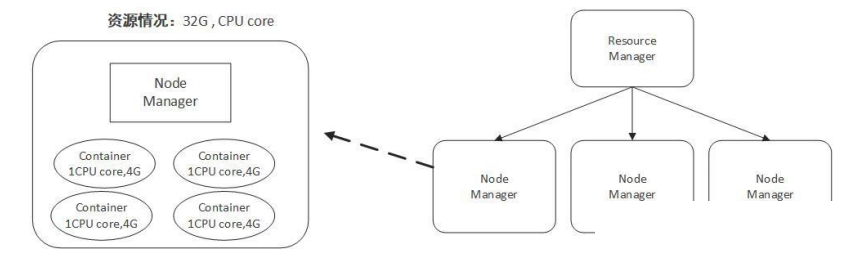 资源情况：32G , CPU core
Node
Manager
Container
1CPU core,4G
Container
1CPU core,4G
Container
1CPU core,4G
Container
1CPU core,4G
Resource
Manager
Node
Manager
Node
Manager
Node
Manager